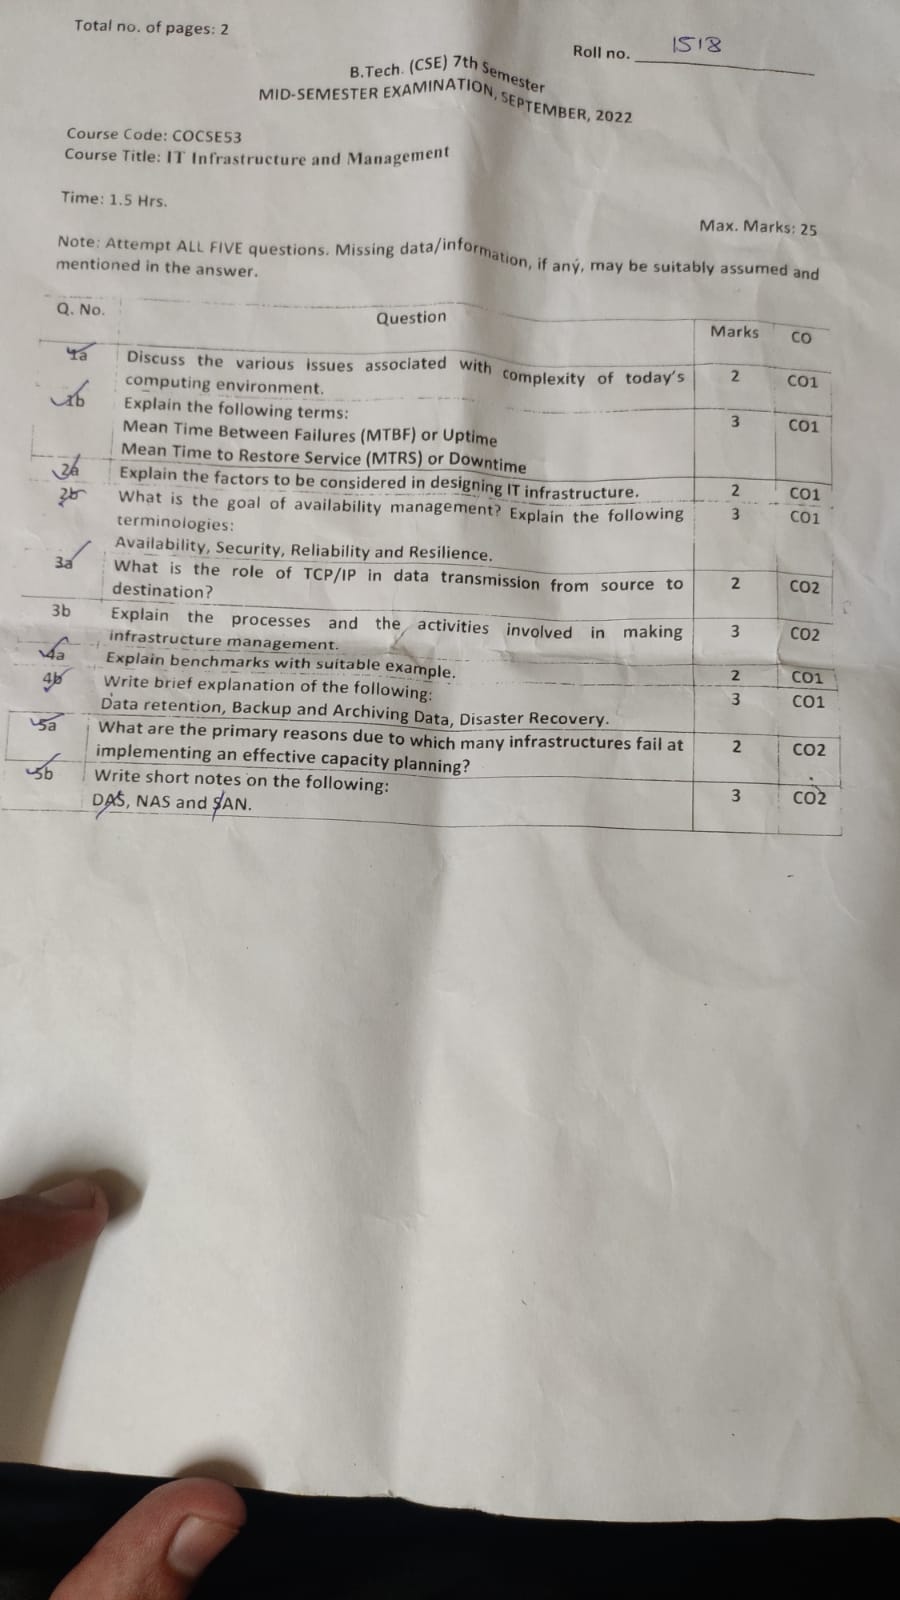 Total no. of pages: 2
Roll no. 1518
B.Tech. (CSE) 7th Semester
MID-SEMESTER EXAMINATION, SEPTEMBER, 2022
Course Code: COCSE53
Course Title: IT Infrastructure and Management
Time: 1.5 Hrs.
Max. Marks: 25
Note: Attempt ALL FIVE questions. Missing data/information, if any, may be suitably assumed and
mentioned in the answer.
Q. No. Question Marks CO
1a Discuss the various issues associated with complexity of today's 2 CO1
computing environment.
1b Explain the following terms: 3 CO1
Mean Time Between Failures (MTBF) or Uptime
Mean Time to Restore Service (MTRS) or Downtime
2a Explain the factors to be considered in designing IT infrastructure. 2 CO1
2b What is the goal of availability management? Explain the following 3 CO1
terminologies:
Availability, Security, Reliability and Resilience.
3a What is the role of TCP/IP in data transmission from source to 2 CO2
destination?
3b Explain the processes and the activities involved in making 3 CO2
infrastructure management.
4a Explain benchmarks with suitable example. 2 CO1
4b Write brief explanation of the following: 3 CO1
Data retention, Backup and Archiving Data, Disaster Recovery.
5a What are the primary reasons due to which many infrastructures fail at 2 CO2
implementing an effective capacity planning?
5b Write short notes on the following: 3 CO2
DAS, NAS and SAN.